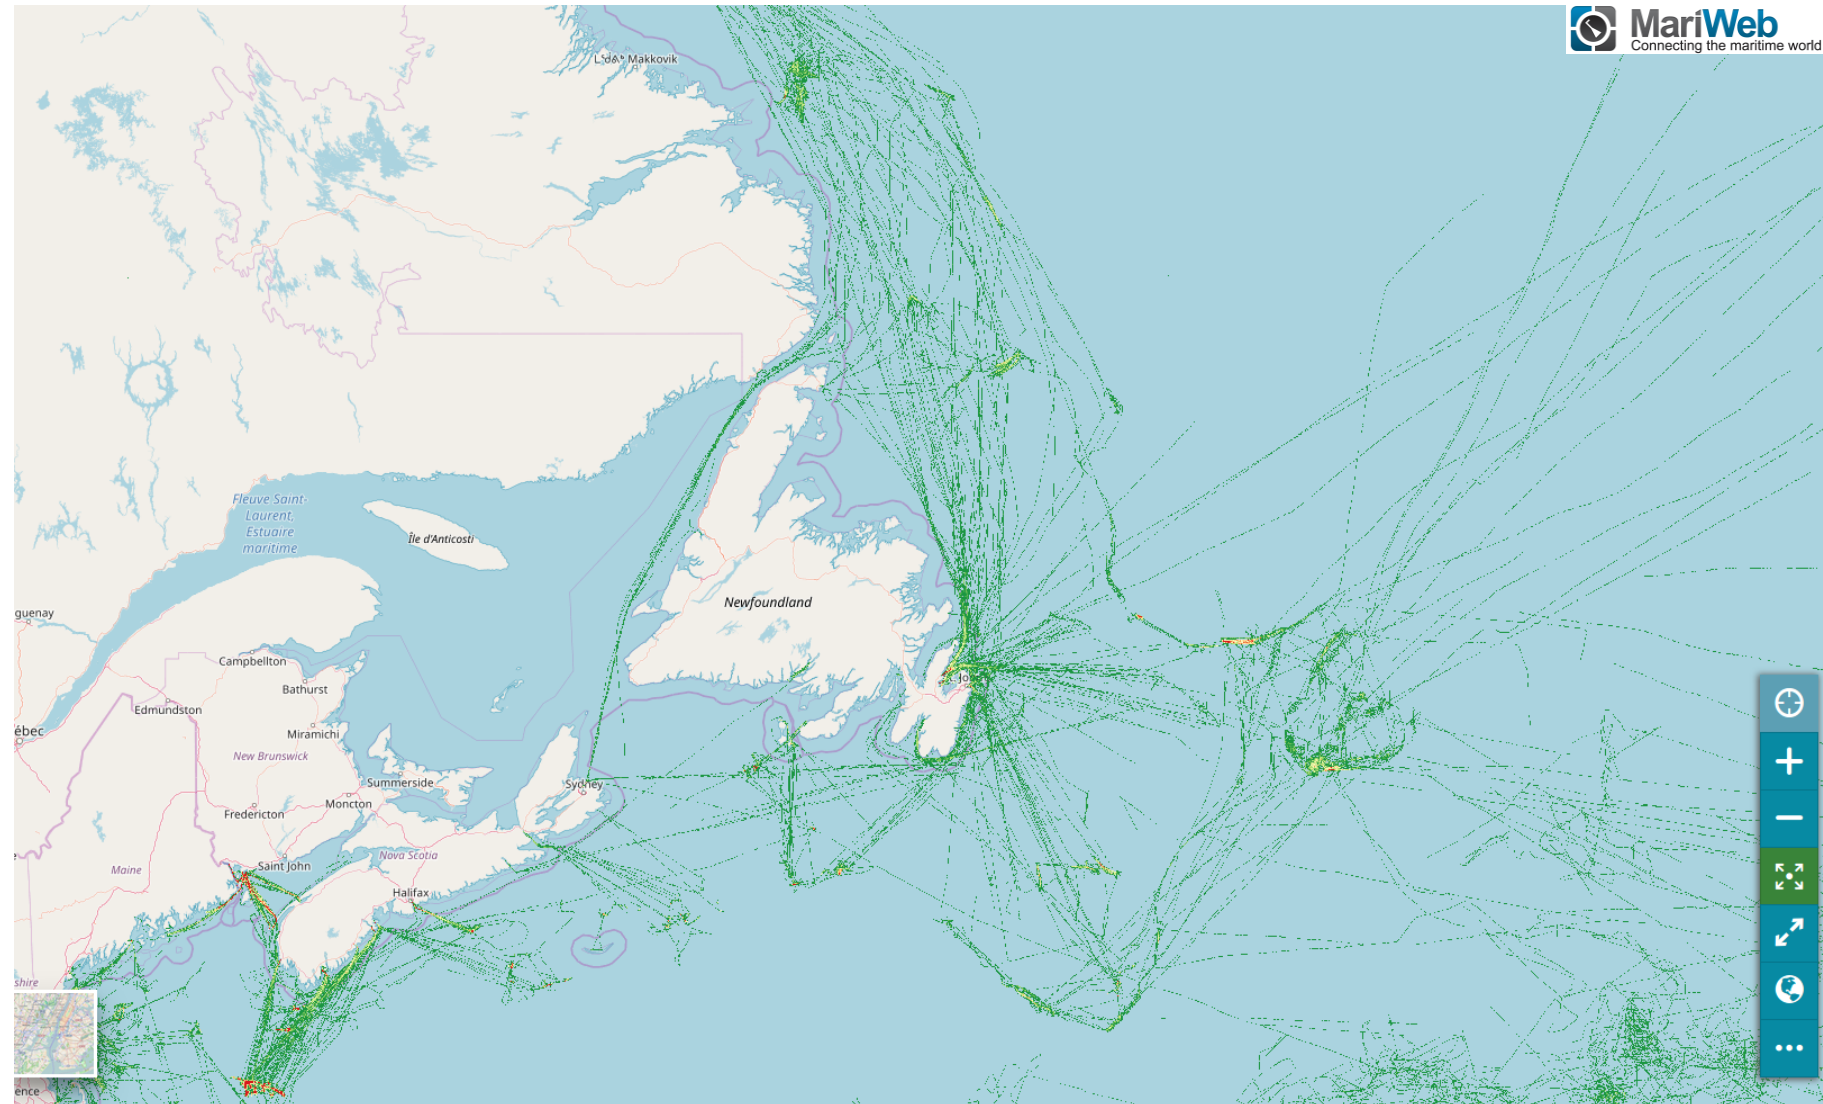 MariWeb
Connecting the maritime world
Makkovik
Fleuve Saint-
Laurent,
Estuaire
maritime
Île d'Anticosti
Newfoundland
guenay
Campbellton
Bathurst
Edmundston
ébec
Miramichi
New Brunswick
Summerside
Sydney
Moncton
Fredericton
Nova Scotia
Saint John
Maine
Halifax
shire
ence